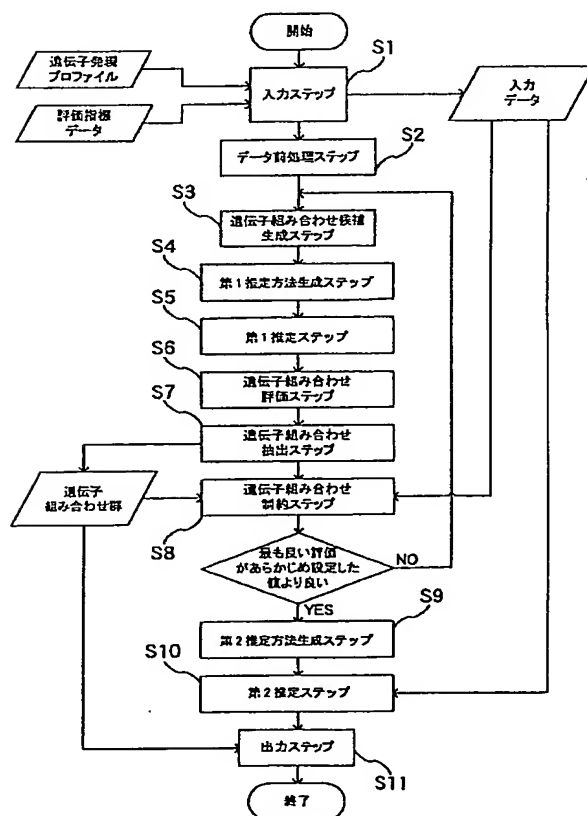 開始
遺伝子発現
プロファイル
S1
入力ステップ
入力
データ
評価指標
データ
S2
データ前処理ステップ
S3
遺伝子組み合わせ候補
生成ステップ
S4
第1推定方法生成ステップ
S5
第1推定ステップ
S6
遺伝子組み合わせ
評価ステップ
S7
遺伝子組み合わせ
抽出ステップ
遺伝子
組み合わせ群
遺伝子組み合わせ
制約ステップ
S8
最も良い評価
があらかじめ設定した
値より良い
NO
YES
S9
第2推定方法生成ステップ
S10
第2推定ステップ
出力ステップ
S11
終了